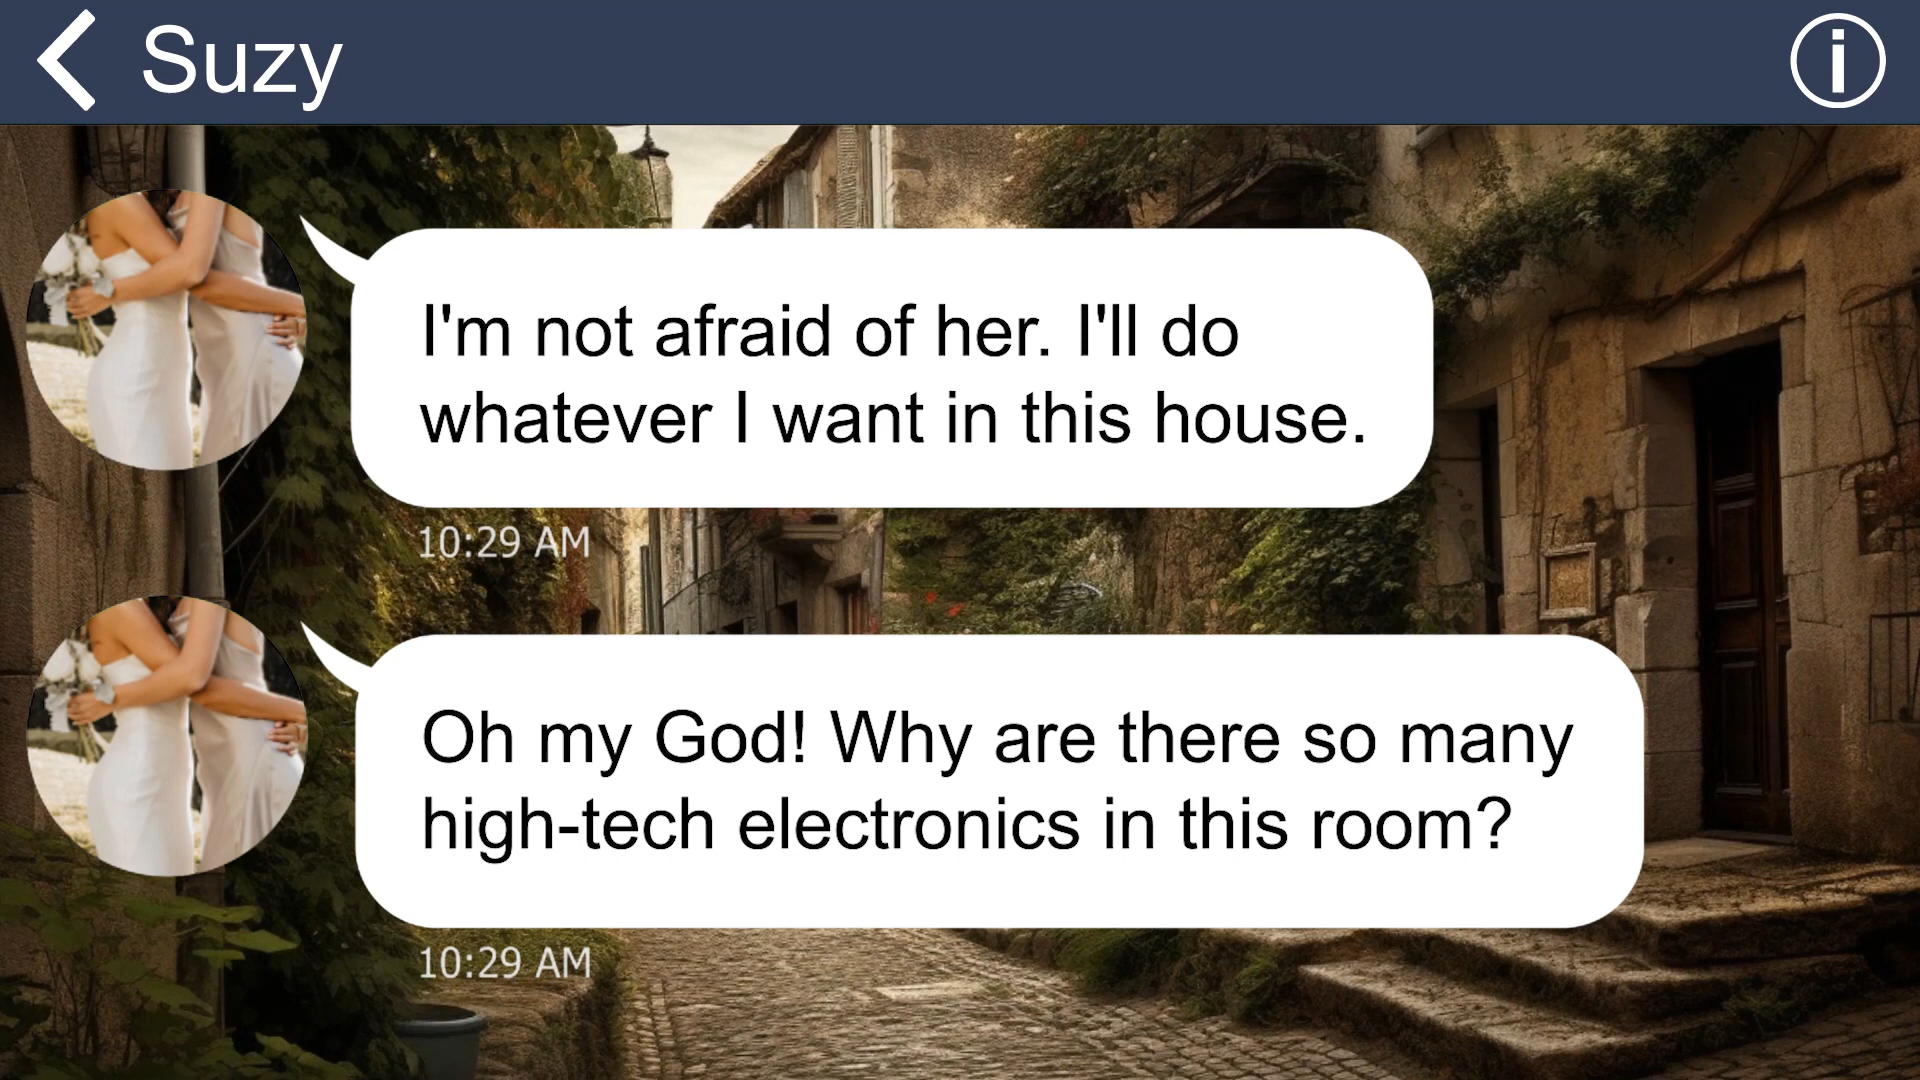 Suzy
I'm not afraid of her. I'll do
whatever I want in this house.
10:29 AM
Oh my God! Why are there so many
high-tech electronics in this room?
10:29 AM